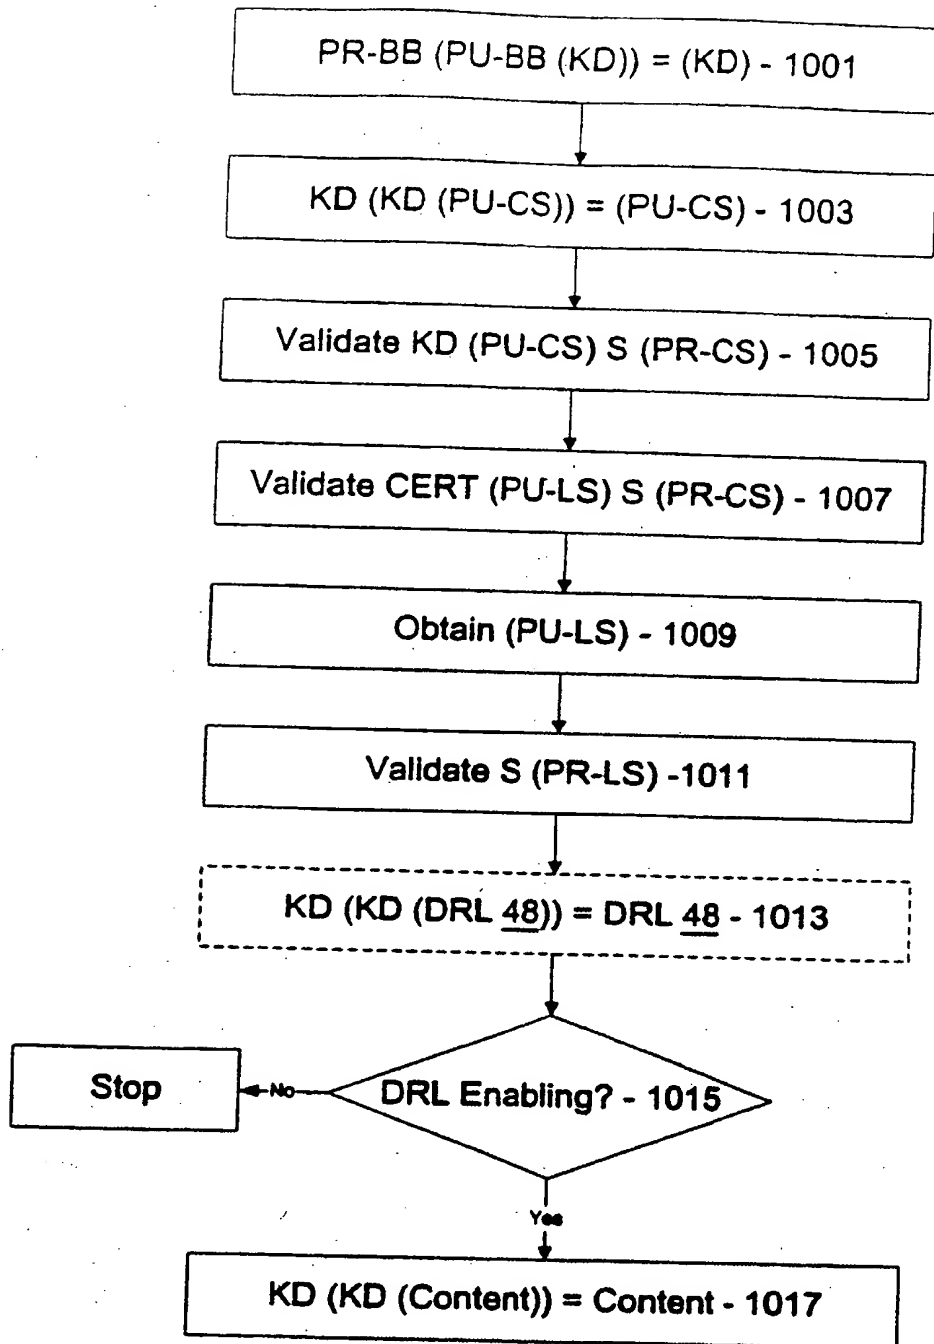 PR-BB (PU-BB (KD)) = (KD) - 1001
KD (KD (PU-CS)) = (PU-CS) - 1003
Validate KD (PU-CS) S (PR-CS) - 1005
Validate CERT (PU-LS) S (PR-CS) - 1007
Obtain (PU-LS) - 1009
Validate S (PR-LS) -1011
KD (KD (DRL 48)) = DRL 48 - 1013
DRL Enabling? - 1015
No
Stop
Yes
KD (KD (Content)) = Content - 1017